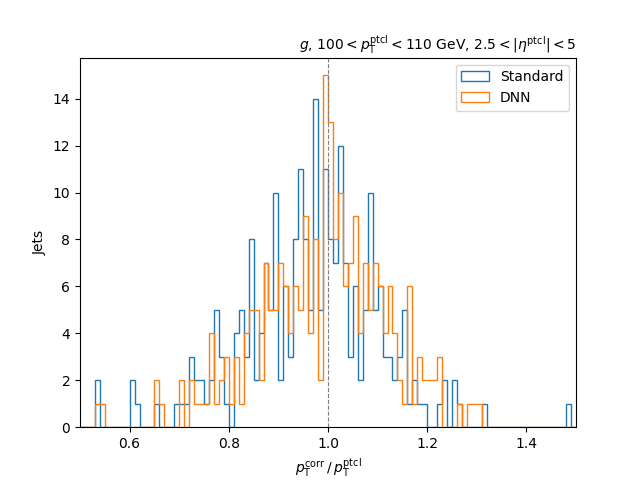 g, 100 < p_T^ptcl < 110 GeV, 2.5 < |η^ptcl| < 5
Standard
DNN
14
12
10
8
6
4
2
0
Jets
0.6 0.8 1.0 1.2 1.4
p_T^corr / p_T^ptcl